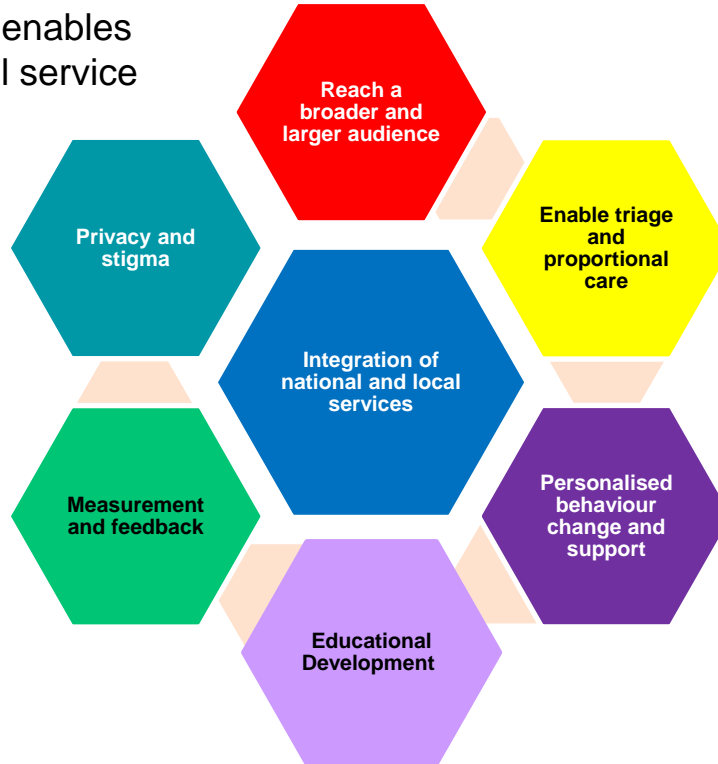 enables
l service
Reach a
broader and
larger audience
Privacy and
stigma
Enable triage
and
proportional
care
Integration of
national and local
services
Measurement
and feedback
Personalised
behaviour
change and
support
Educational
Development